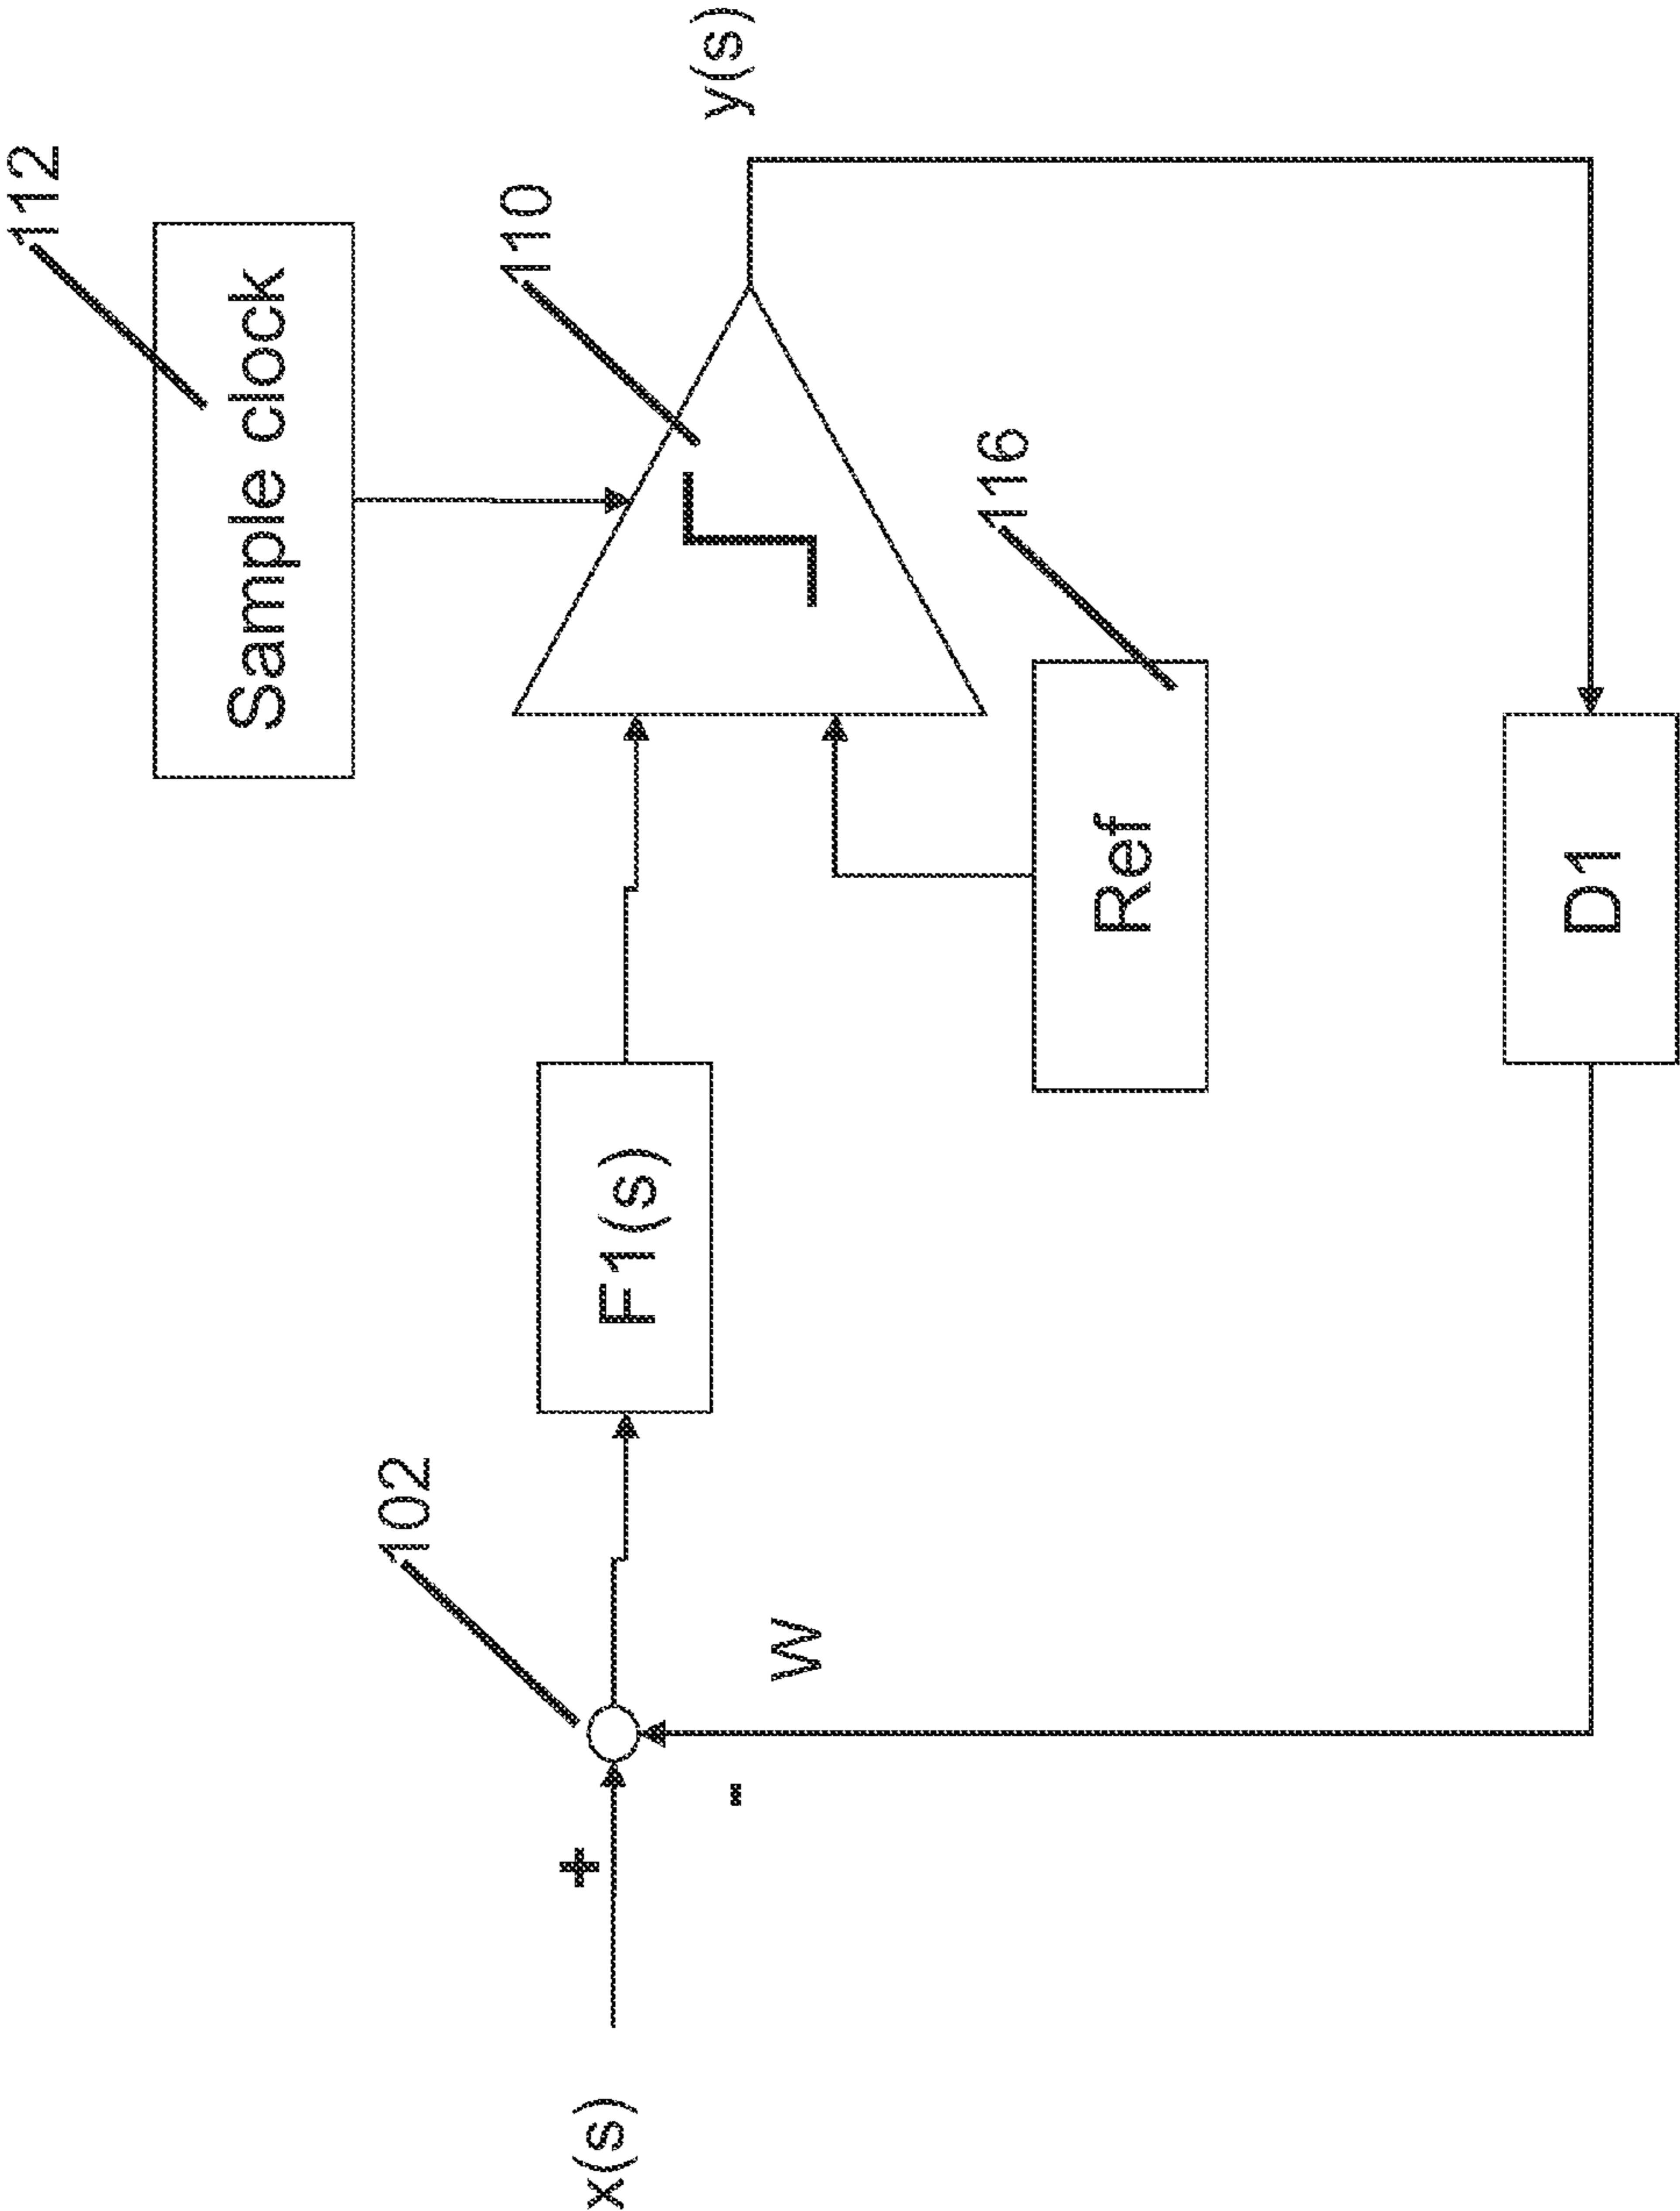 112
Sample clock
110
y(s)
102
F1(s)
116
x(s)
+
-
W
Ref
D1